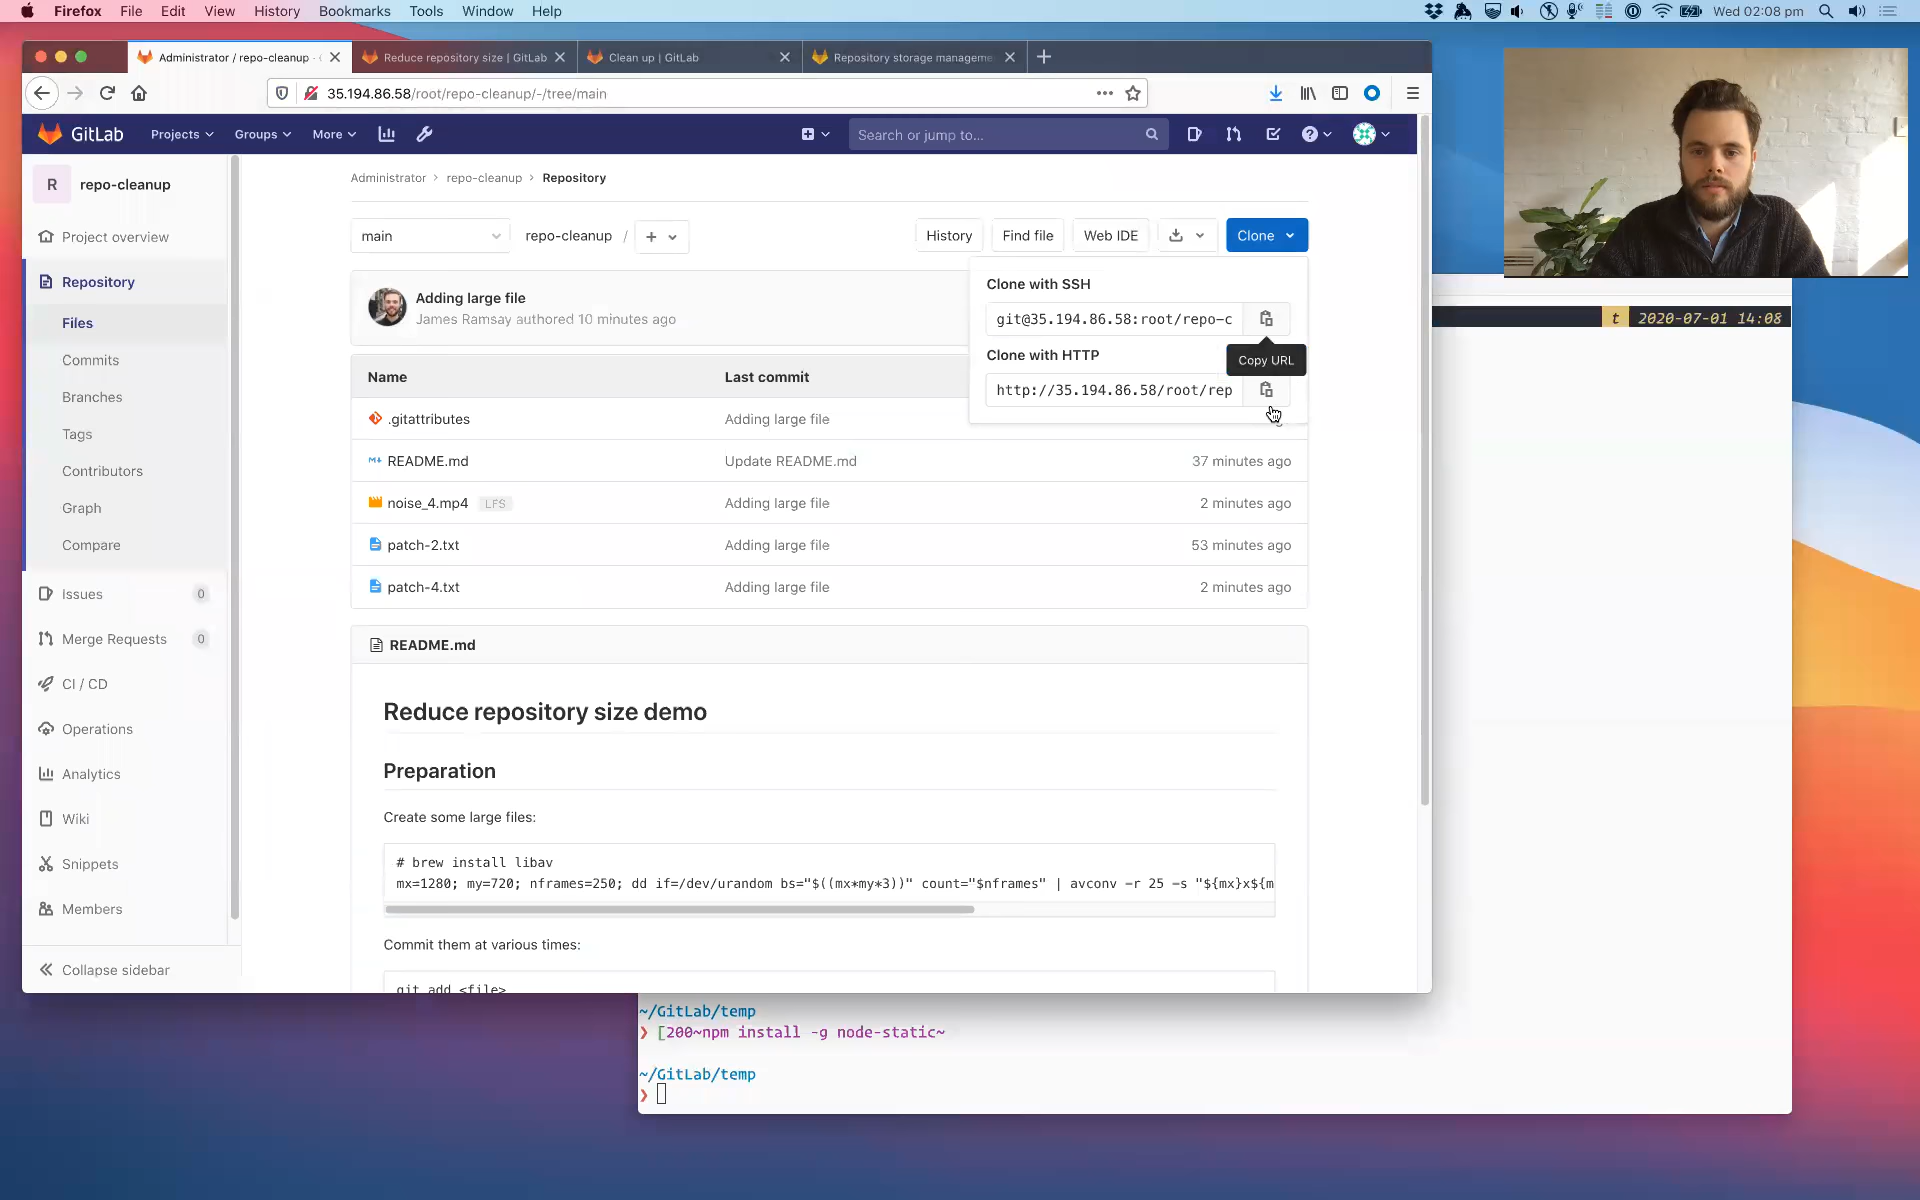 Firefox File Edit View History Bookmarks Tools Window Help
Wed 02:08 pm
Administrator / repo-cleanup ·
Reduce repository size | GitLab
Clean up | GitLab
Repository storage manageme
35.194.86.58/root/repo-cleanup/-/tree/main
GitLab Projects Groups More
Search or jump to…
R repo-cleanup
Project overview
Repository
Files
Commits
Branches
Tags
Contributors
Graph
Compare
Issues 0
Merge Requests 0
CI / CD
Operations
Analytics
Wiki
Snippets
Members
Collapse sidebar
Administrator › repo-cleanup › Repository
main
repo-cleanup / +
History
Find file
Web IDE
Clone
Clone with SSH
git@35.194.86.58:root/repo-c
Clone with HTTP
Copy URL
http://35.194.86.58/root/rep
Adding large file
James Ramsay authored 10 minutes ago
Name Last commit
.gitattributes Adding large file
README.md Update README.md 37 minutes ago
noise_4.mp4 LFS Adding large file 2 minutes ago
patch-2.txt Adding large file 53 minutes ago
patch-4.txt Adding large file 2 minutes ago
README.md
Reduce repository size demo
Preparation
Create some large files:
# brew install libav
mx=1280; my=720; nframes=250; dd if=/dev/urandom bs="$((mx*my*3))" count="$nframes" | avconv -r 25 -s "${mx}x${m
Commit them at various times:
git add <file>
t 2020-07-01 14:08
~/GitLab/temp
❯ [200~npm install -g node-static~
~/GitLab/temp
❯